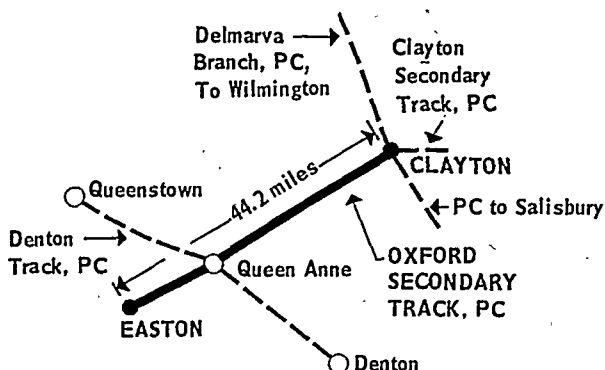 Delmarva
Branch, PC,
To Wilmington
Clayton
Secondary
Track, PC
CLAYTON
44.2 miles
Queenstown
PC to Salisbury
Denton
Track, PC
Queen Anne
OXFORD
SECONDARY
TRACK, PC
EASTON
Denton